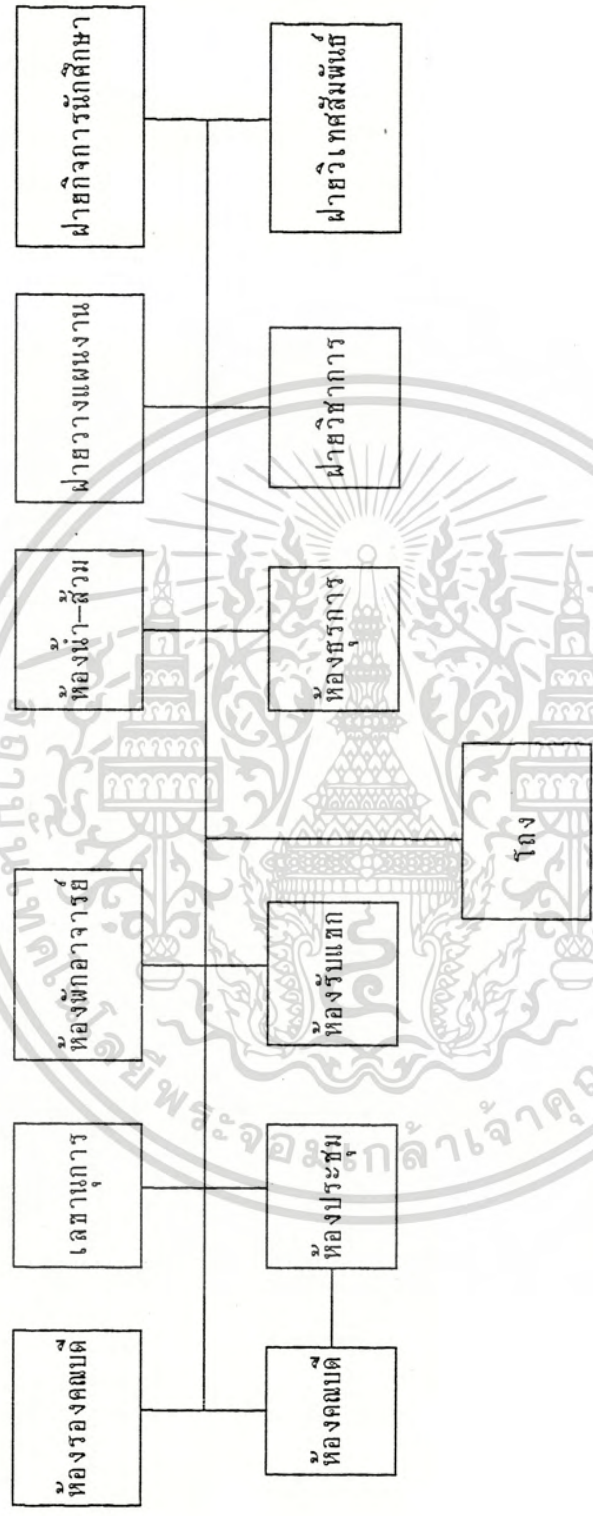 ห้องรองคณบดี
เลขานุการ
ห้องพักอาจารย์
ห้องน้ำ-ส้วม
ฝ่ายวางแผนงาน
ฝ่ายกิจการนักศึกษา
ห้องคณบดี
ห้องประชุม
ห้องรับแขก
ห้องธุรการ
ฝ่ายวิชาการ
ฝ่ายวิเทศสัมพันธ์
โถง